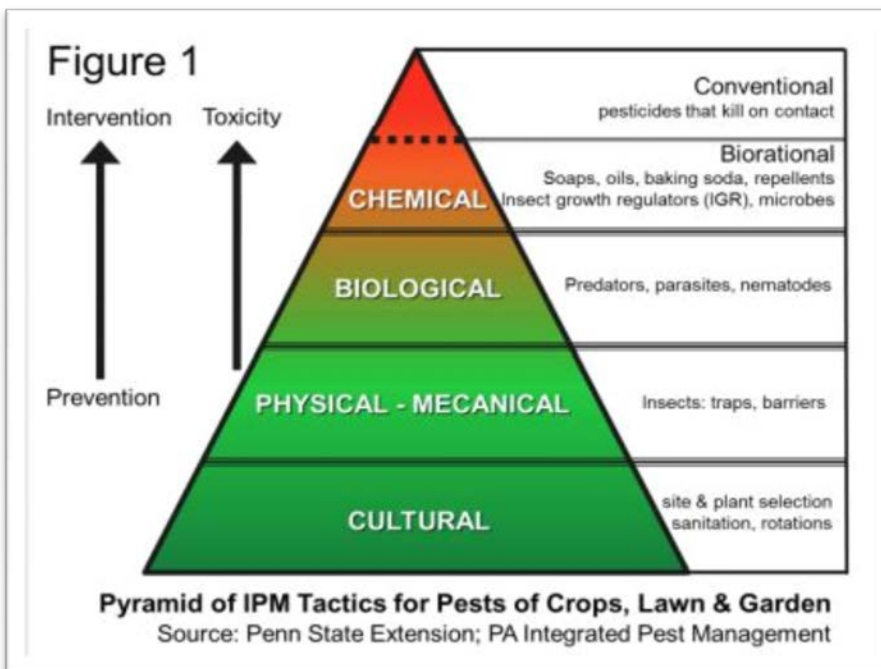 Figure 1
Intervention
Toxicity
Prevention
Conventional
pesticides that kill on contact
Biorational
Soaps, oils, baking soda, repellents
Insect growth regulators (IGR), microbes
CHEMICAL
BIOLOGICAL
Predators, parasites, nematodes
PHYSICAL - MECANICAL
Insects: traps, barriers
CULTURAL
site & plant selection
sanitation, rotations
Pyramid of IPM Tactics for Pests of Crops, Lawn & Garden
Source: Penn State Extension; PA Integrated Pest Management